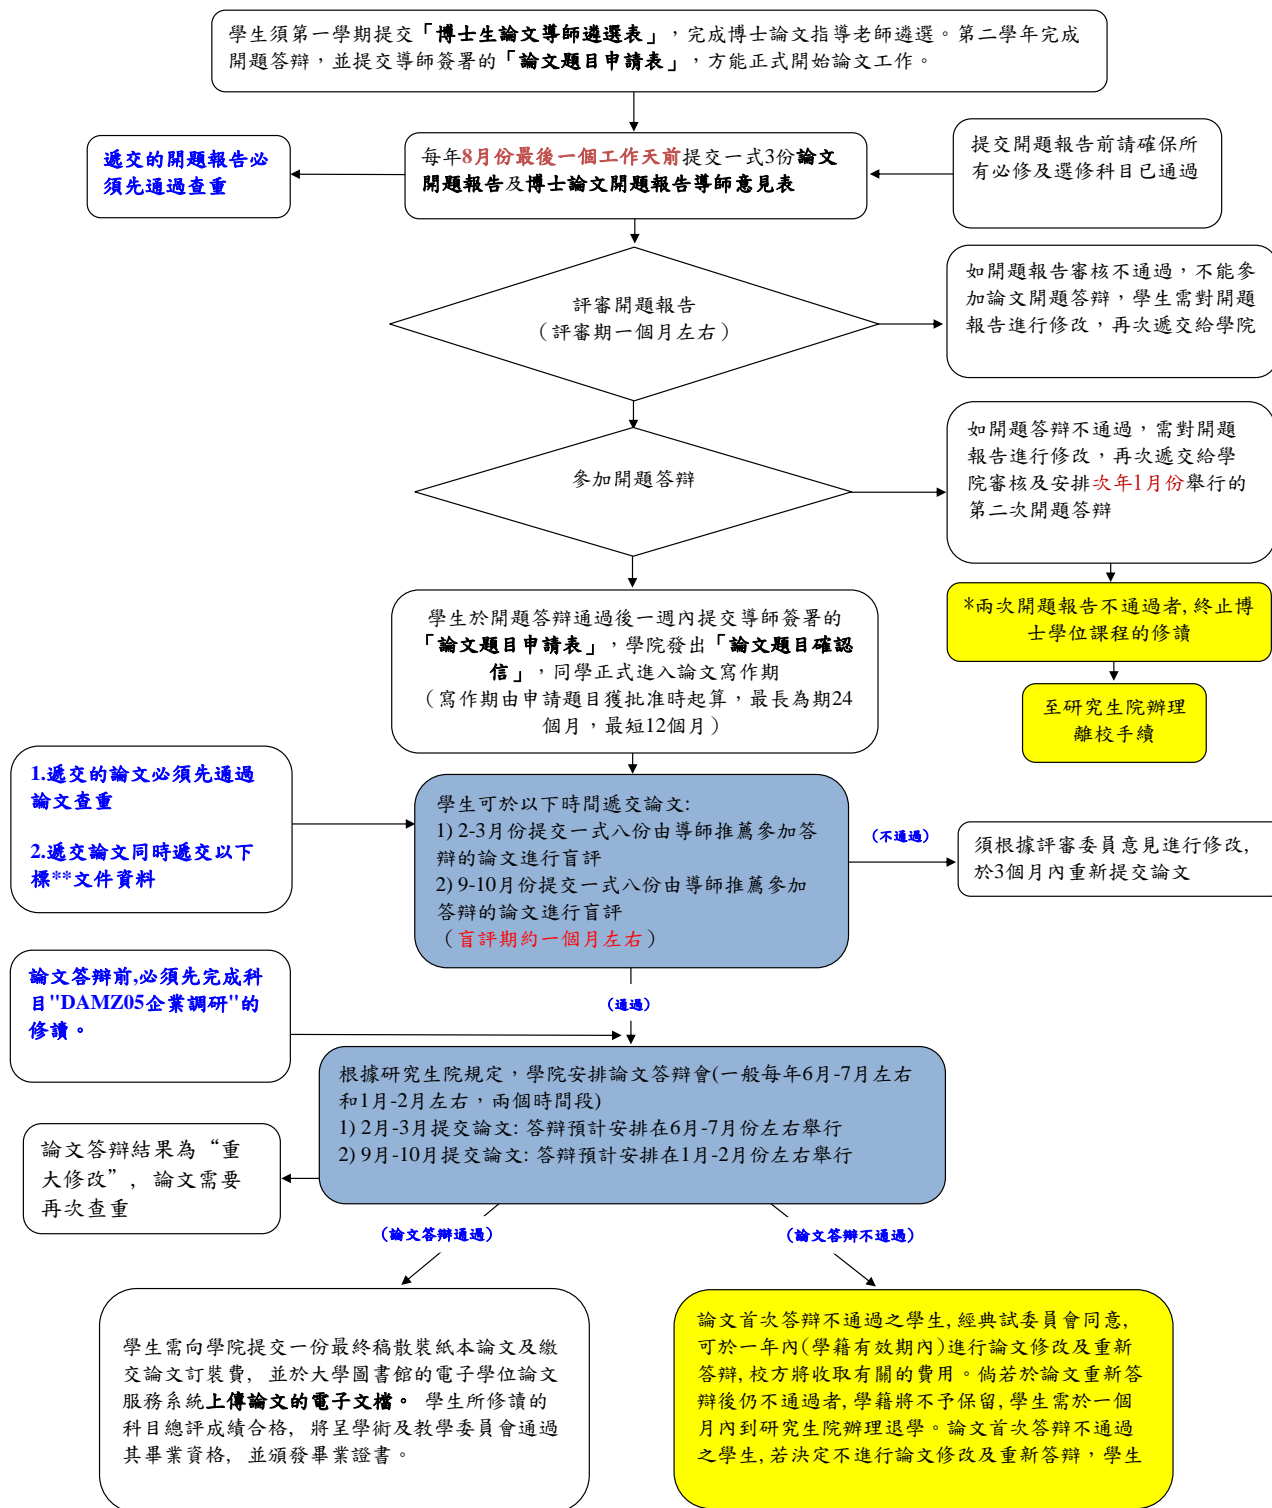 學生須第一學期提交「博士生論文導師遴選表」，完成博士論文指導老師遴選。第二學年完成
開題答辯，並提交導師簽署的「論文題目申請表」，方能正式開始論文工作。
遞交的開題報告必
須先通過查重
每年8月份最後一個工作天前提交一式3份論文
開題報告及博士論文開題報告導師意見表
提交開題報告前請確保所
有必修及選修科目已通過
評審開題報告
（評審期一個月左右）
如開題報告審核不通過，不能參
加論文開題答辯，學生需對開題
報告進行修改，再次遞交給學院
參加開題答辯
如開題答辯不通過，需對開題
報告進行修改，再次遞交給學
院審核及安排次年1月份舉行的
第二次開題答辯
*兩次開題報告不通過者,終止博
士學位課程的修讀
至研究生院辦理
離校手續
學生於開題答辯通過後一週內提交導師簽署的
「論文題目申請表」，學院發出「論文題目確認
信」，同學正式進入論文寫作期
（寫作期由申請題目獲批准時起算，最長為期24
個月，最短12個月）
1.遞交的論文必須先通過
論文查重
2.遞交論文同時遞交以下
標**文件資料
學生可於以下時間遞交論文:
1) 2-3月份提交一式八份由導師推薦參加答
辯的論文進行盲評
2) 9-10月份提交一式八份由導師推薦參加
答辯的論文進行盲評
（盲評期約一個月左右）
（不通過）
須根據評審委員意見進行修改,
於3個月內重新提交論文
論文答辯前,必須先完成科
目"DAMZ05企業調研"的
修讀。
（通過）
根據研究生院規定，學院安排論文答辯會(一般每年6月-7月左右
和1月-2月左右，兩個時間段)
1) 2月-3月提交論文: 答辯預計安排在6月-7月份左右舉行
2) 9月-10月提交論文: 答辯預計安排在1月-2月份左右舉行
論文答辯結果為“重
大修改”, 論文需要
再次查重
（論文答辯通過）
（論文答辯不通過）
學生需向學院提交一份最終稿散裝紙本論文及繳
交論文訂裝費, 並於大學圖書館的電子學位論文
服務系統上傳論文的電子文檔。 學生所修讀的
科目總評成績合格, 將呈學術及教學委員會通過
其畢業資格, 並頒發畢業證書。
論文首次答辯不通過之學生,經典試委員會同意,
可於一年內(學籍有效期內)進行論文修改及重新
答辯,校方將收取有關的費用。倘若於論文重新答
辯後仍不通過者,學籍將不予保留,學生需於一個
月內到研究生院辦理退學。論文首次答辯不通過
之學生,若決定不進行論文修改及重新答辯，學生